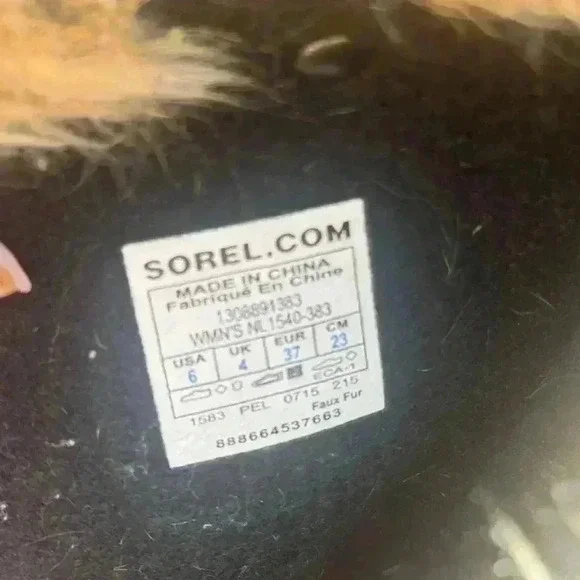 SOREL.COM
MADE IN CHINA
Fabriqué En Chine
1308891383
WMN'S NL1540-383
USA UK EUR CM
6 4 37 23
ECA-1
1583 PEL 0715 215
Faux Fur
888664537663